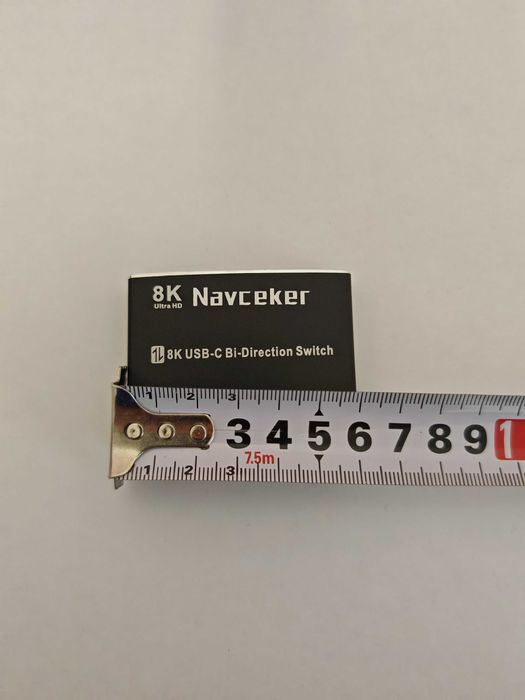 8K Navceker
Ultra HD
8K USB-C Bi-Direction Switch
1 2 3
3 4 5 6 7 8 9 1
7.5m
1 2 3